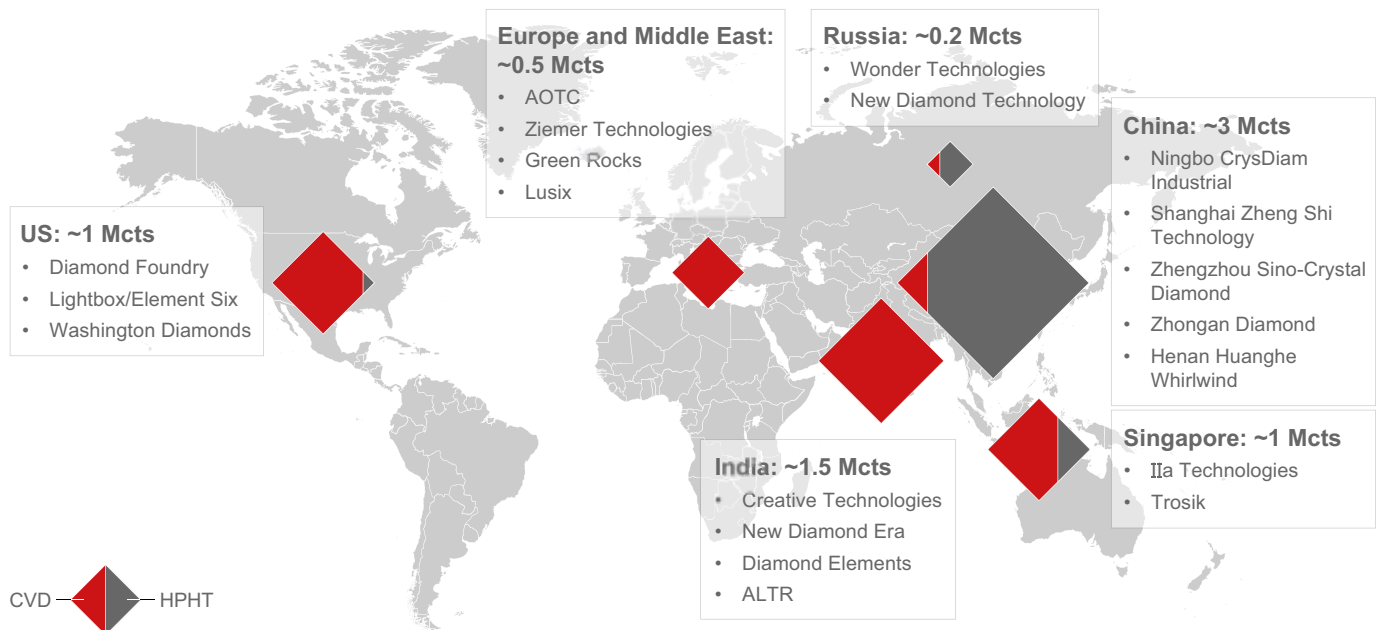 Europe and Middle East:
~0.5 Mcts
• AOTC
• Ziemer Technologies
• Green Rocks
• Lusix
Russia: ~0.2 Mcts
• Wonder Technologies
• New Diamond Technology
China: ~3 Mcts
• Ningbo CrysDiam
Industrial
• Shanghai Zheng Shi
Technology
• Zhengzhou Sino-Crystal
Diamond
• Zhongan Diamond
• Henan Huanghe
Whirlwind
US: ~1 Mcts
• Diamond Foundry
• Lightbox/Element Six
• Washington Diamonds
Singapore: ~1 Mcts
• IIa Technologies
• Trosik
India: ~1.5 Mcts
• Creative Technologies
• New Diamond Era
• Diamond Elements
• ALTR
CVD
HPHT